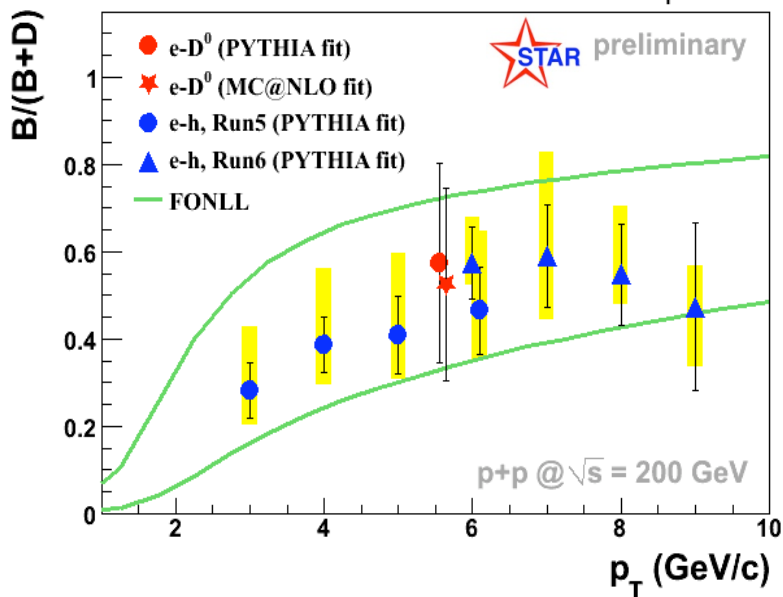 B/(B+D)
1
0.8
0.6
0.4
0.2
0
e-D⁰ (PYTHIA fit)
e-D⁰ (MC@NLO fit)
e-h, Run5 (PYTHIA fit)
e-h, Run6 (PYTHIA fit)
FONLL
STAR preliminary
p+p @√s = 200 GeV
2 4 6 8 10
p_T (GeV/c)